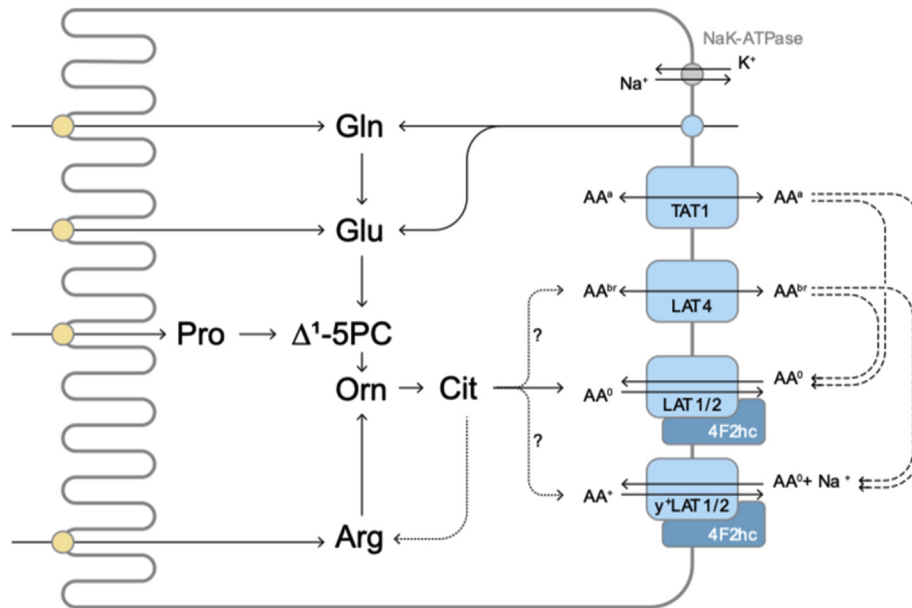 NaK-ATPase
K⁺
Na⁺
Gln
AAᵃ
AAᵃ
TAT1
Glu
AAᵇʳ
AAᵇʳ
LAT4
?
Pro
Δ¹-5PC
Orn
Cit
AA⁰
AA⁰
LAT1/2
4F2hc
?
AA⁺
AA⁰+ Na⁺
y⁺LAT1/2
4F2hc
Arg